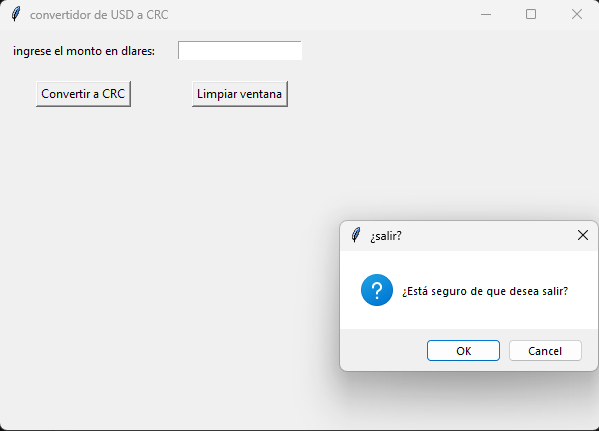 convertidor de USD a CRC
ingrese el monto en dlares:
Convertir a CRC
Limpiar ventana
¿salir?
¿Está seguro de que desea salir?
OK
Cancel